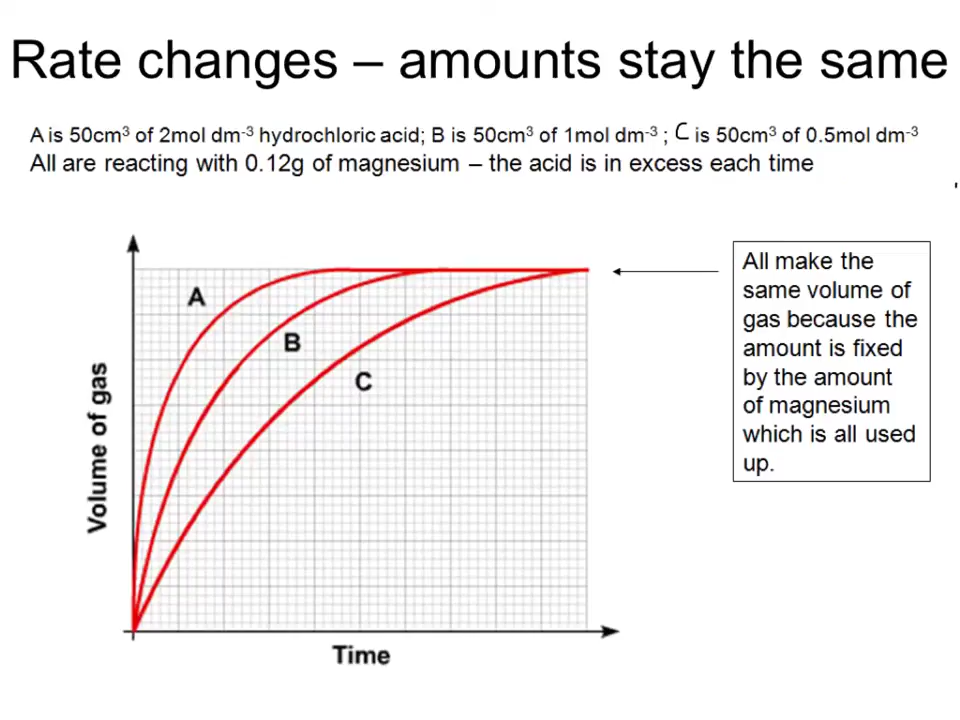 Rate changes – amounts stay the same
A is 50cm³ of 2mol dm⁻³ hydrochloric acid; B is 50cm³ of 1mol dm⁻³ ; C is 50cm³ of 0.5mol dm⁻³
All are reacting with 0.12g of magnesium – the acid is in excess each time
A
B
C
Volume of gas
Time
All make the
same volume of
gas because the
amount is fixed
by the amount
of magnesium
which is all used
up.